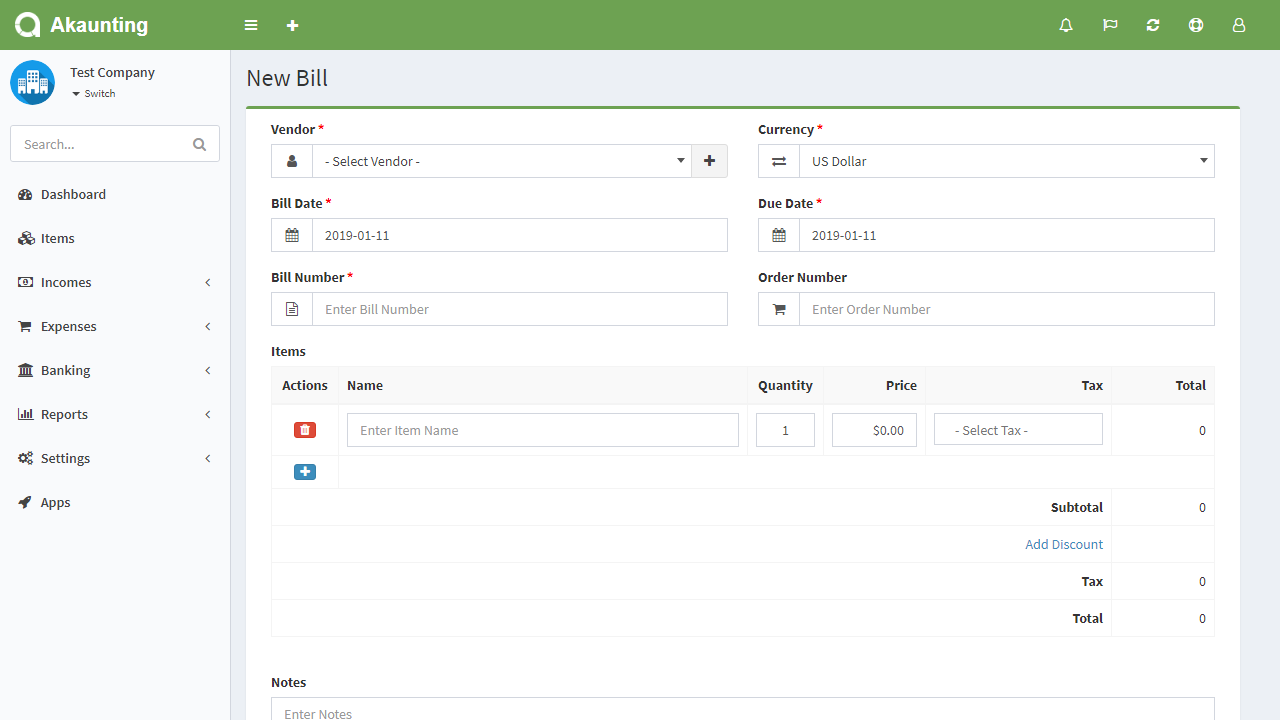 Akaunting
Test Company
Switch
Search...
Dashboard
Items
Incomes
Expenses
Banking
Reports
Settings
Apps
New Bill
Vendor * Currency *
- Select Vendor - US Dollar
Bill Date * Due Date *
2019-01-11 2019-01-11
Bill Number * Order Number
Enter Bill Number Enter Order Number
Items
Actions Name Quantity Price Tax Total
Enter Item Name 1 $0.00 - Select Tax - 0
Subtotal 0
Add Discount
Tax 0
Total 0
Notes
Enter Notes